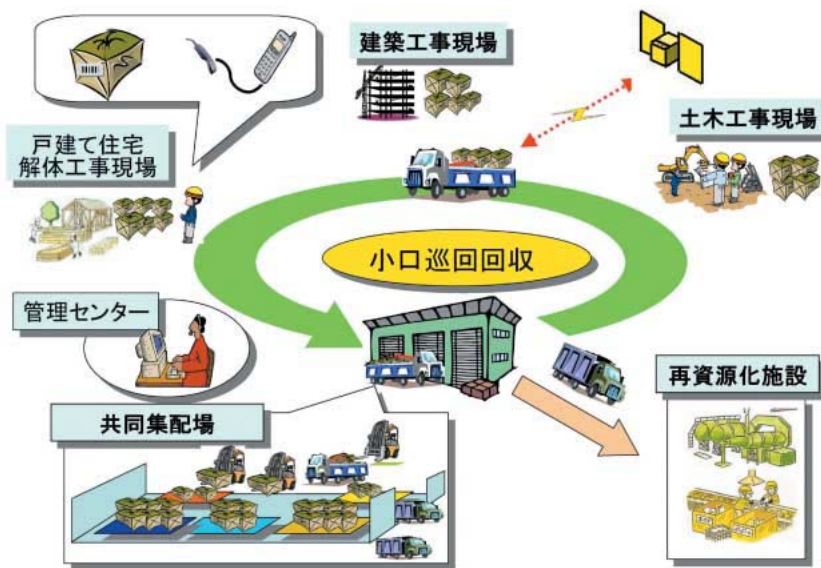 建築工事現場
土木工事現場
戸建て住宅
解体工事現場
小口巡回回収
管理センター
再資源化施設
共同集配場